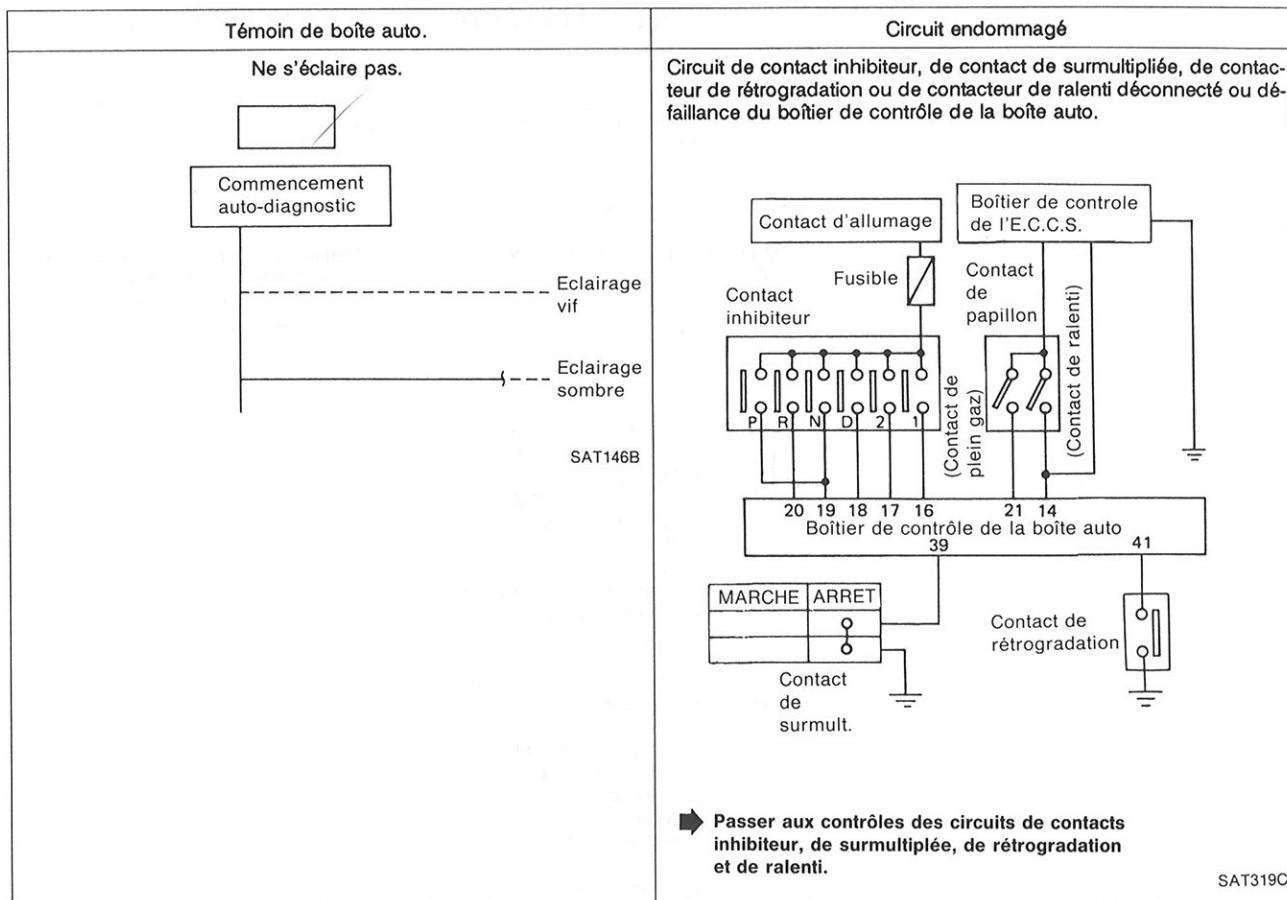 Témoin de boîte auto.
Circuit endommagé
Ne s'éclaire pas.
Commencement
auto-diagnostic
Eclairage
vif
Eclairage
sombre
SAT146B
Circuit de contact inhibiteur, de contact de surmultipliée, de contac-
teur de rétrogradation ou de contacteur de ralenti déconnecté ou dé-
faillance du boîtier de contrôle de la boîte auto.
Contact d'allumage
Boîtier de controle
de l'E.C.C.S.
Fusible
Contact
de
papillon
Contact
inhibiteur
(Contact de
plein gaz)
(Contact de ralenti)
P R N D 2 1
20 19 18 17 16 21 14
Boîtier de contrôle de la boîte auto
39 41
MARCHE ARRET
Contact
de
surmult.
Contact de
rétrogradation
Passer aux contrôles des circuits de contacts
inhibiteur, de surmultiplée, de rétrogradation
et de ralenti.
SAT319C